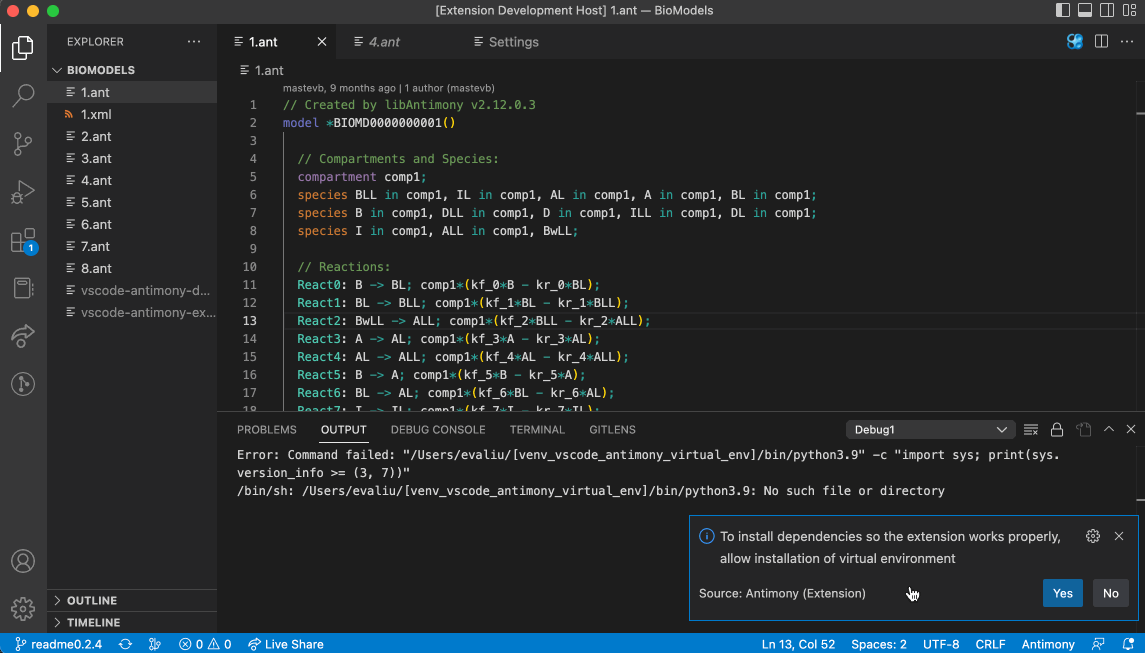 [Extension Development Host] 1.ant — BioModels
EXPLORER
1.ant
4.ant
Settings
BIOMODELS
1.ant
1.xml
2.ant
3.ant
4.ant
5.ant
6.ant
7.ant
8.ant
vscode-antimony-d...
vscode-antimony-ex...
OUTLINE
TIMELINE
1
1.ant
mastevb, 9 months ago | 1 author (mastevb)
1 // Created by libAntimony v2.12.0.3
2 model *BIOMD0000000001()
3
4 // Compartments and Species:
5 compartment comp1;
6 species BLL in comp1, IL in comp1, AL in comp1, A in comp1, BL in comp1;
7 species B in comp1, DLL in comp1, D in comp1, ILL in comp1, DL in comp1;
8 species I in comp1, ALL in comp1, BwLL;
9
10 // Reactions:
11 React0: B -> BL; comp1*(kf_0*B - kr_0*BL);
12 React1: BL -> BLL; comp1*(kf_1*BL - kr_1*BLL);
13 React2: BwLL -> ALL; comp1*(kf_2*BLL - kr_2*ALL);
14 React3: A -> AL; comp1*(kf_3*A - kr_3*AL);
15 React4: AL -> ALL; comp1*(kf_4*AL - kr_4*ALL);
16 React5: B -> A; comp1*(kf_5*B - kr_5*A);
17 React6: BL -> AL; comp1*(kf_6*BL - kr_6*AL);
18 React7: I -> IL; comp1*(kf_7*I - kr_7*IL);
PROBLEMS OUTPUT DEBUG CONSOLE TERMINAL GITLENS
Debug1
Error: Command failed: "/Users/evaliu/[venv_vscode_antimony_virtual_env]/bin/python3.9" -c "import sys; print(sys.
version_info >= (3, 7))"
/bin/sh: /Users/evaliu/[venv_vscode_antimony_virtual_env]/bin/python3.9: No such file or directory
To install dependencies so the extension works properly,
allow installation of virtual environment
Source: Antimony (Extension)
Yes
No
readme0.2.4
0
0
Live Share
Ln 13, Col 52
Spaces: 2
UTF-8
CRLF
Antimony